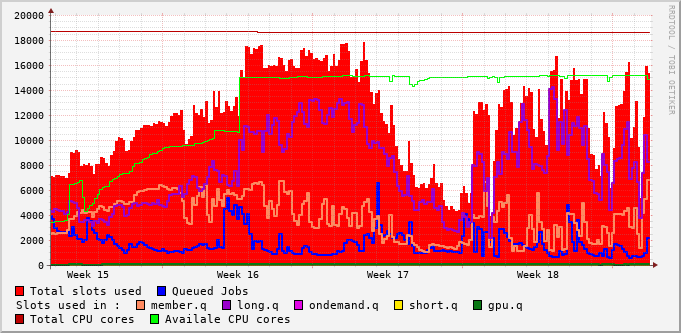 20000
18000
16000
14000
12000
10000
8000
6000
4000
2000
0
Week 15 Week 16 Week 17 Week 18
RRDTOOL / TOBI OETIKER
Total slots used Queued Jobs
Slots used in : member.q long.q ondemand.q short.q gpu.q
Total CPU cores Availale CPU cores